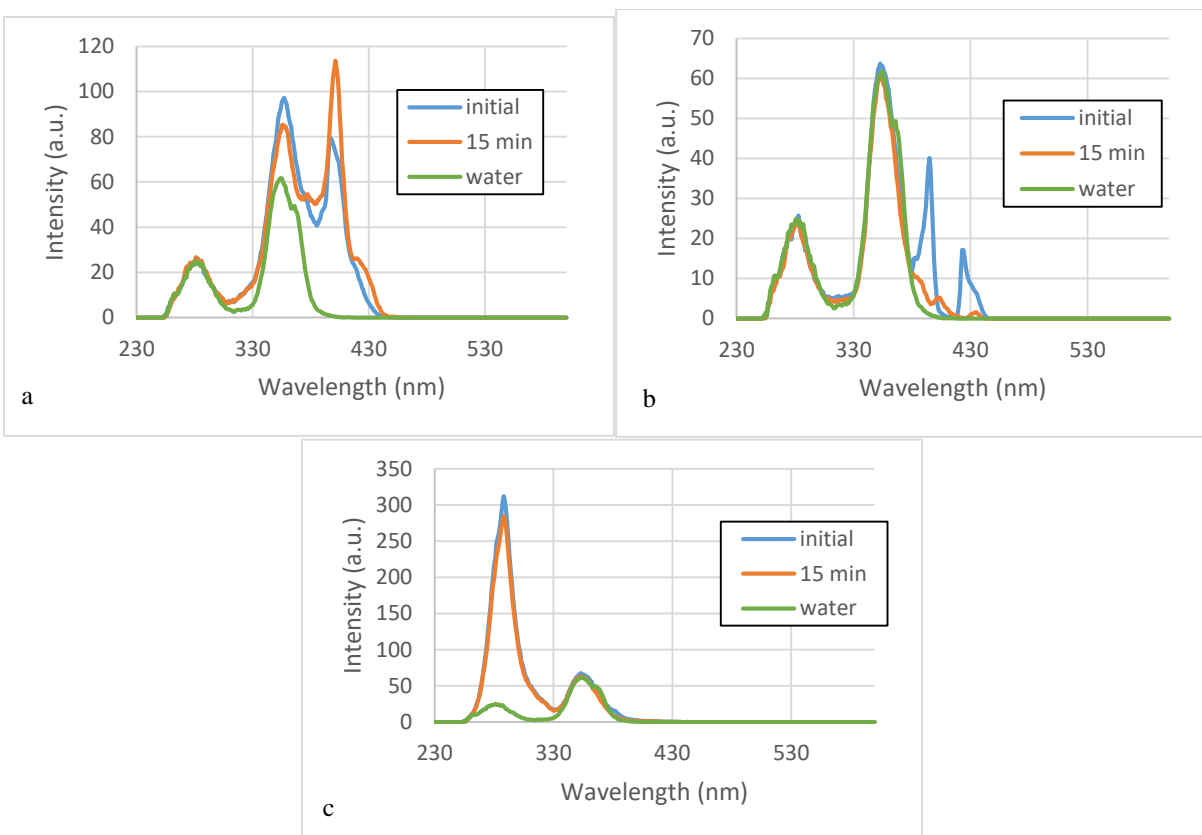 120
100
80
60
40
20
0
230 330 430 530
Intensity (a.u.)
Wavelength (nm)
initial
15 min
water
a
70
60
50
40
30
20
10
0
230 330 430 530
Intensity (a.u.)
Wavelength (nm)
initial
15 min
water
b
350
300
250
200
150
100
50
0
230 330 430 530
Intensity (a.u.)
Wavelength (nm)
initial
15 min
water
c